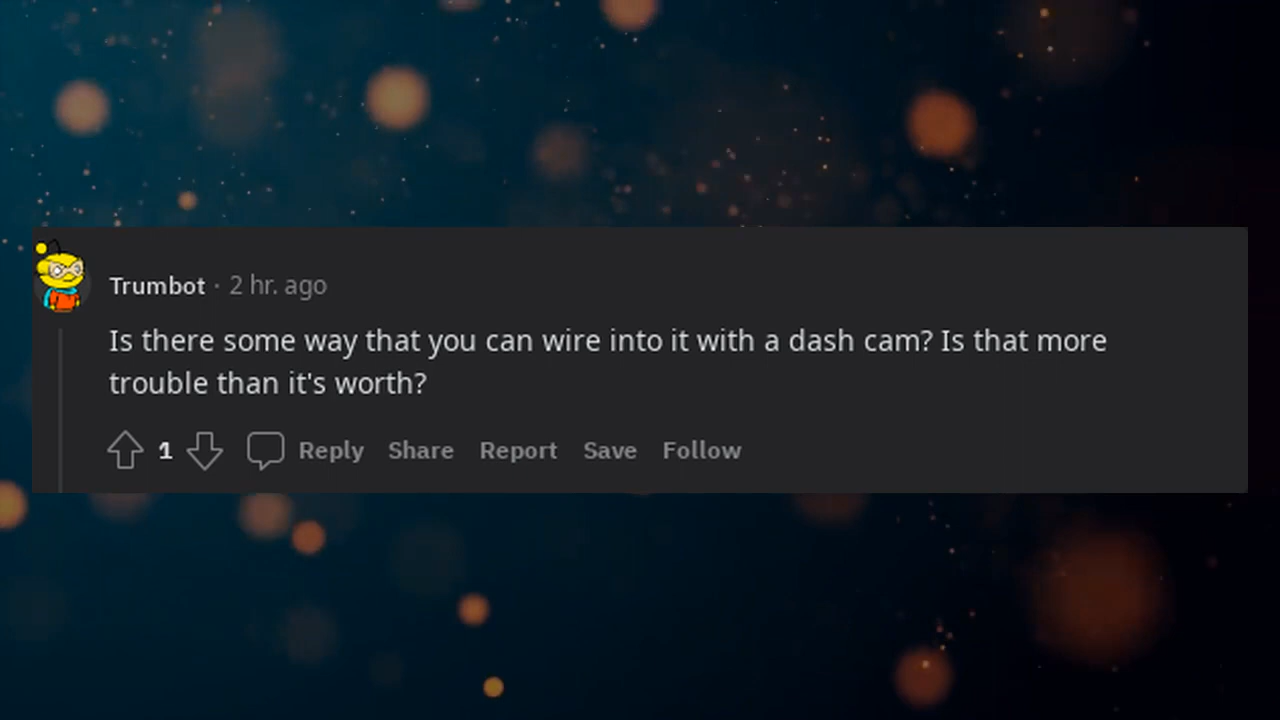 Trumbot · 2 hr. ago
Is there some way that you can wire into it with a dash cam? Is that more
trouble than it's worth?
1 Reply Share Report Save Follow